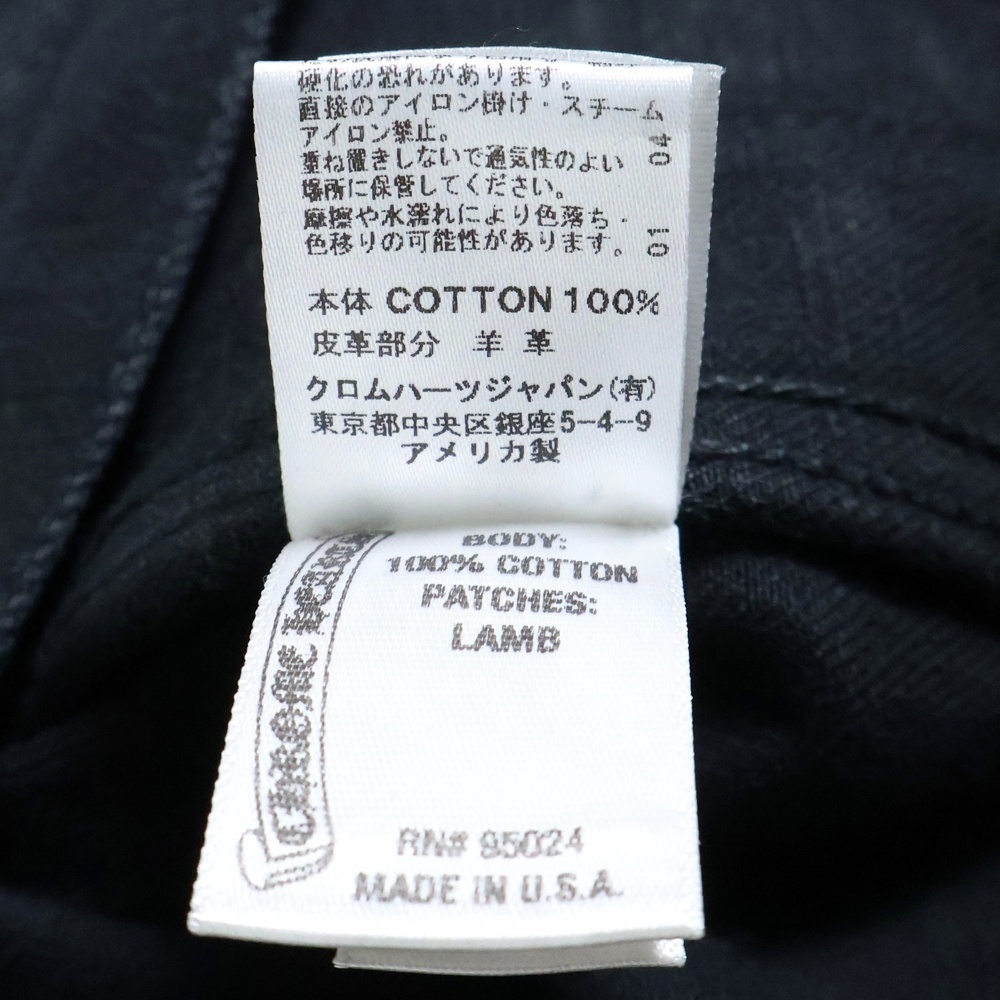 硬化の恐れがあります。
直接のアイロン掛け・スチーム
アイロン禁止。
重ね置きしないで通気性のよい
場所に保管してください。
摩擦や水濡れにより色落ち・
色移りの可能性があります。
04
01
本体 COTTON 100%
皮革部分 羊革
クロムハーツジャパン(有)
東京都中央区銀座5-4-9
アメリカ製
BODY:
100% COTTON
PATCHES:
LAMB
CHROME HEARTS
RN# 95024
MADE IN U.S.A.